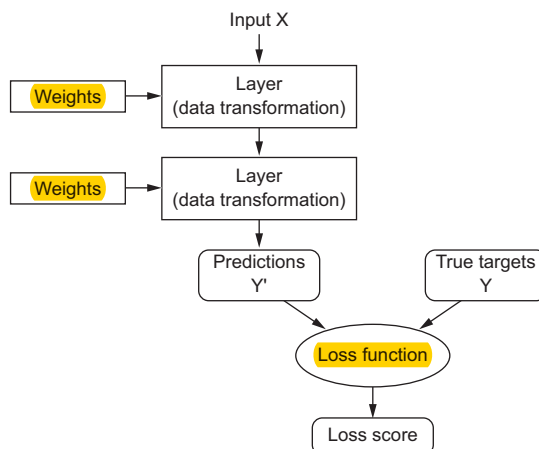 Input X
Weights
Layer
(data transformation)
Weights
Layer
(data transformation)
Predictions
Y'
True targets
Y
Loss function
Loss score